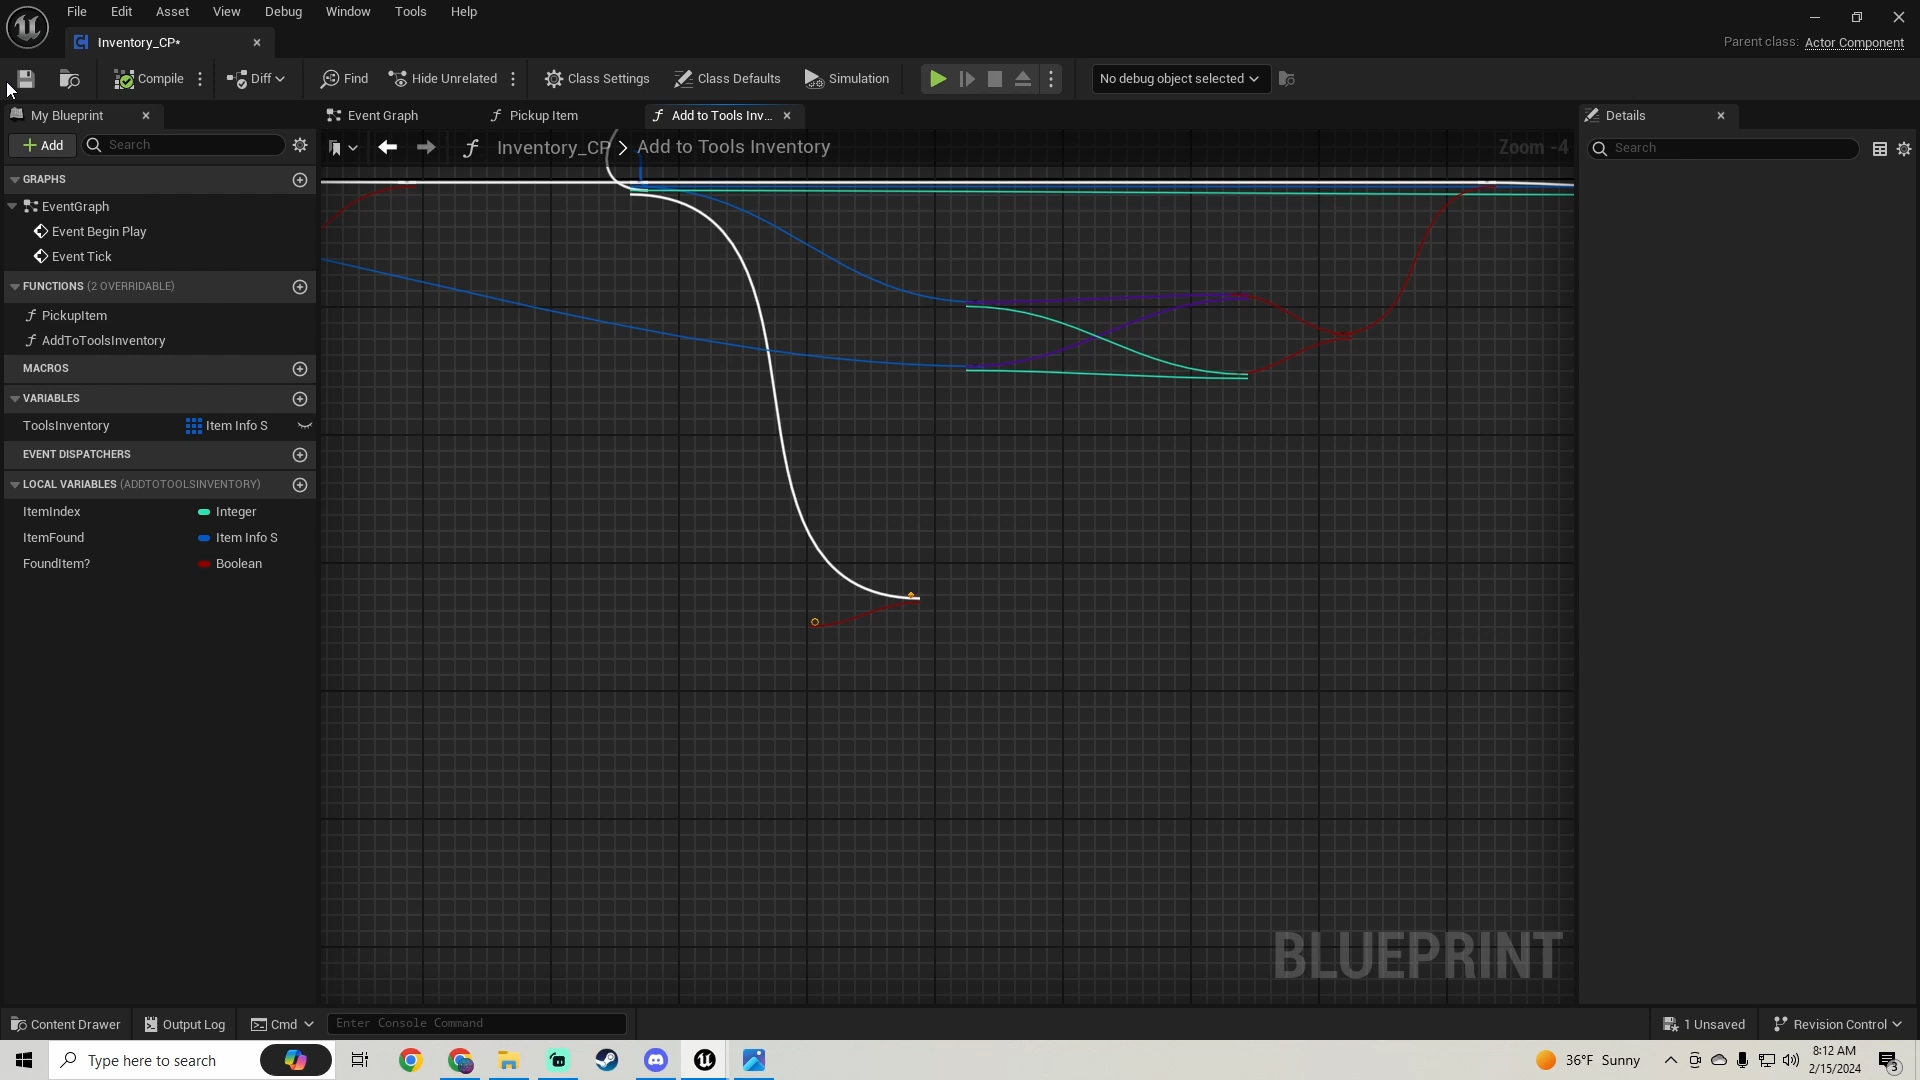 File Edit Asset View Debug Window Tools Help
Inventory_CP*
Parent class: Actor Component
Compile Diff Find Hide Unrelated Class Settings Class Defaults Simulation No debug object selected
My Blueprint
Event Graph
Pickup Item
Add to Tools Inv...
Details
Add
Search
Inventory_CP > Add to Tools Inventory
Zoom -4
Search
GRAPHS
EventGraph
Event Begin Play
Event Tick
FUNCTIONS (2 OVERRIDABLE)
PickupItem
AddToToolsInventory
MACROS
VARIABLES
ToolsInventory Item Info S
EVENT DISPATCHERS
LOCAL VARIABLES (ADDTOTOOLSINVENTORY)
ItemIndex Integer
ItemFound Item Info S
FoundItem? Boolean
BLUEPRINT
Content Drawer Output Log Cmd Enter Console Command 1 Unsaved Revision Control
Type here to search
36°F Sunny
8:12 AM
2/15/2024
3